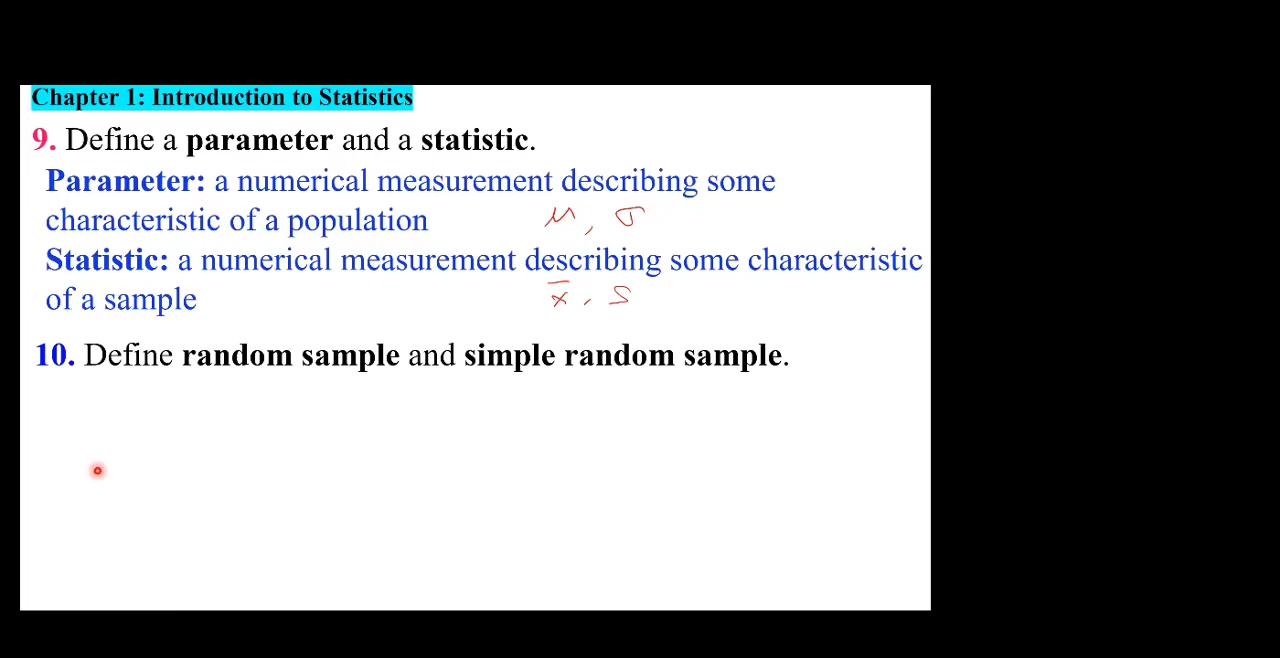 Chapter 1: Introduction to Statistics
9. Define a parameter and a statistic.
Parameter: a numerical measurement describing some
characteristic of a population
μ, σ
Statistic: a numerical measurement describing some characteristic
of a sample
x̄, s
10. Define random sample and simple random sample.